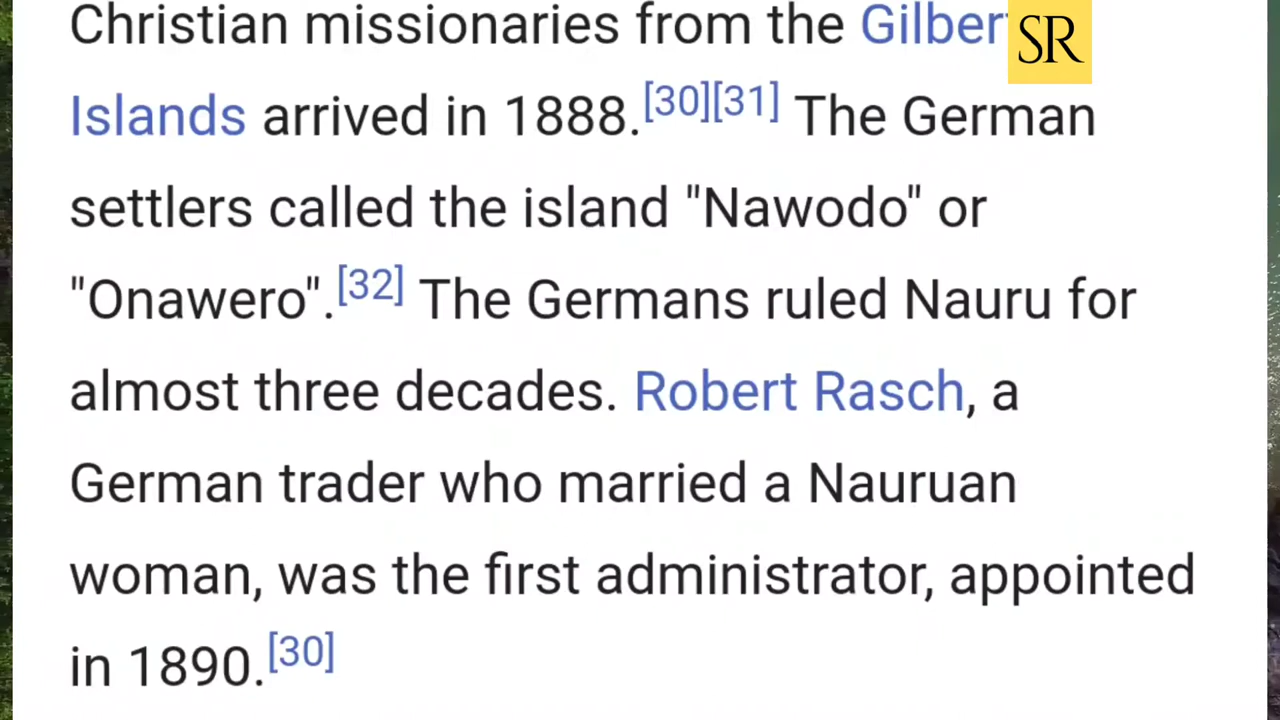 Christian missionaries from the Gilbert
SR
Islands arrived in 1888.[30][31] The German
settlers called the island "Nawodo" or
"Onawero".[32] The Germans ruled Nauru for
almost three decades. Robert Rasch, a
German trader who married a Nauruan
woman, was the first administrator, appointed
in 1890.[30]